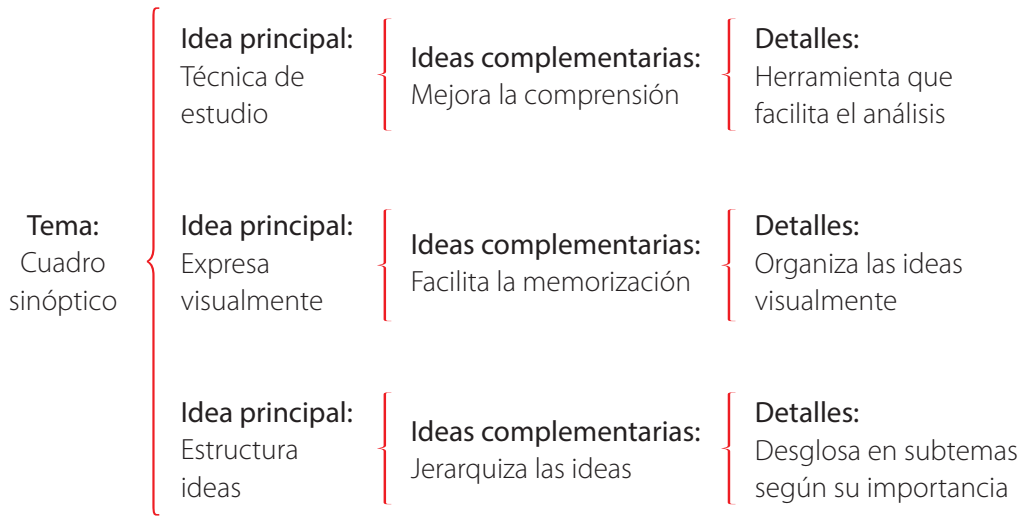 Tema:
Cuadro
sinóptico
Idea principal:
Técnica de
estudio
Ideas complementarias:
Mejora la comprensión
Detalles:
Herramienta que
facilita el análisis
Idea principal:
Expresa
visualmente
Ideas complementarias:
Facilita la memorización
Detalles:
Organiza las ideas
visualmente
Idea principal:
Estructura
ideas
Ideas complementarias:
Jerarquiza las ideas
Detalles:
Desglosa en subtemas
según su importancia